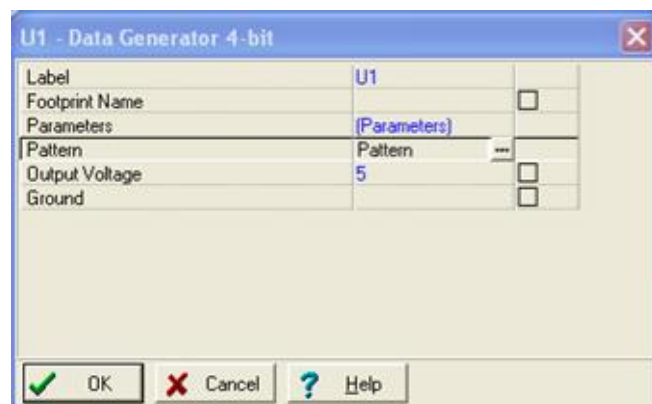 U1 - Data Generator 4-bit
Label U1
Footprint Name
Parameters (Parameters)
Pattern Pattern ...
Output Voltage 5
Ground
OK Cancel ? Help